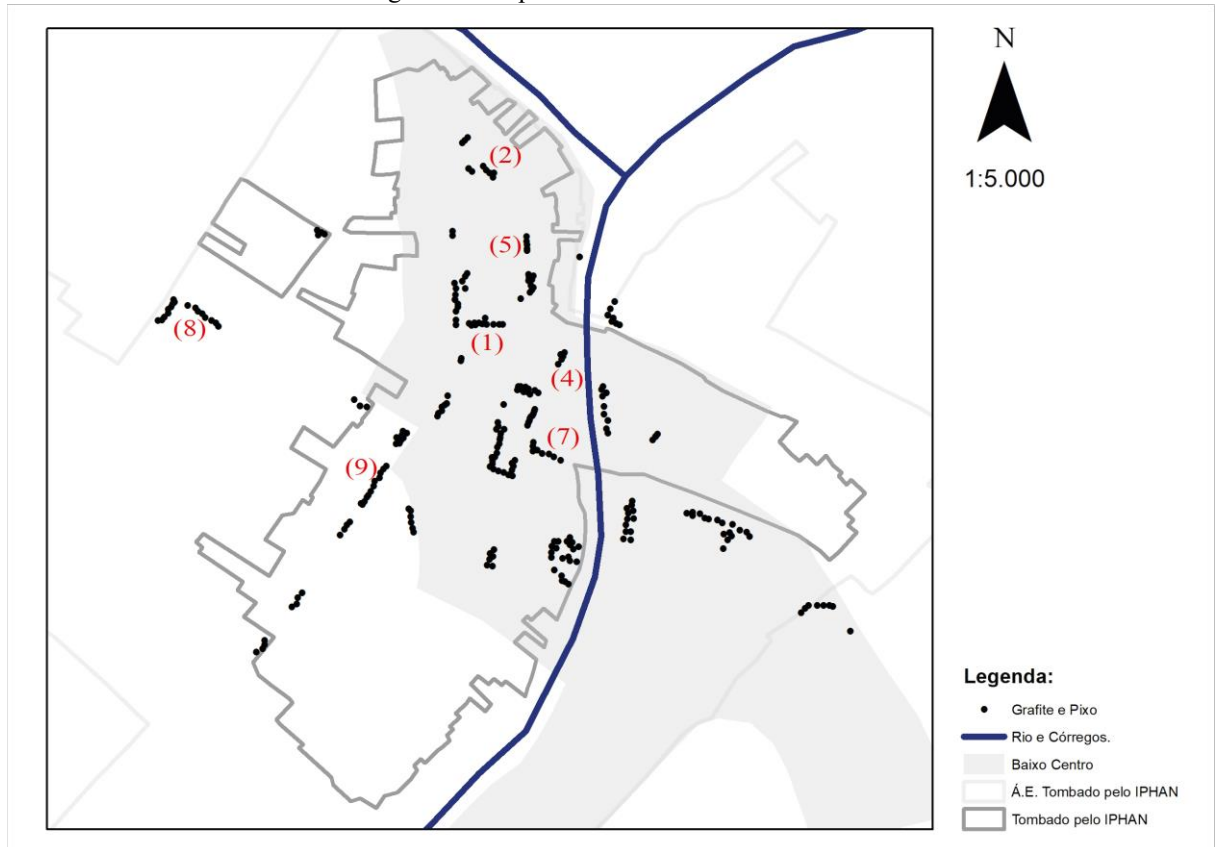 N
1:5.000
(2)
(5)
(8)
(1)
(4)
(7)
(9)
Legenda:
Grafite e Pixo
Rio e Córregos.
Baixo Centro
Á.E. Tombado pelo IPHAN
Tombado pelo IPHAN